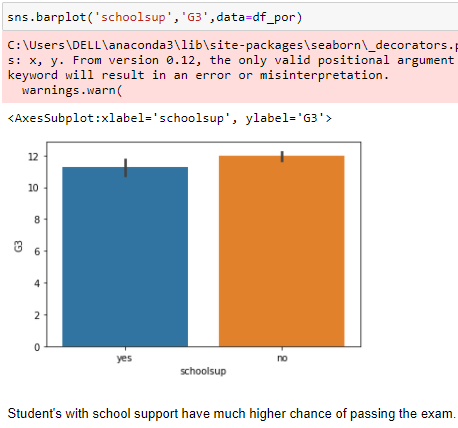 sns.barplot('schoolsup','G3',data=df_por)
C:\Users\DELL\anaconda3\lib\site-packages\seaborn\_decorators.p
s: x, y. From version 0.12, the only valid positional argument
keyword will result in an error or misinterpretation.
warnings.warn(
<AxesSubplot:xlabel='schoolsup', ylabel='G3'>
12
10
8
6
4
2
0
G3
yes no
schoolsup
Student's with school support have much higher chance of passing the exam.